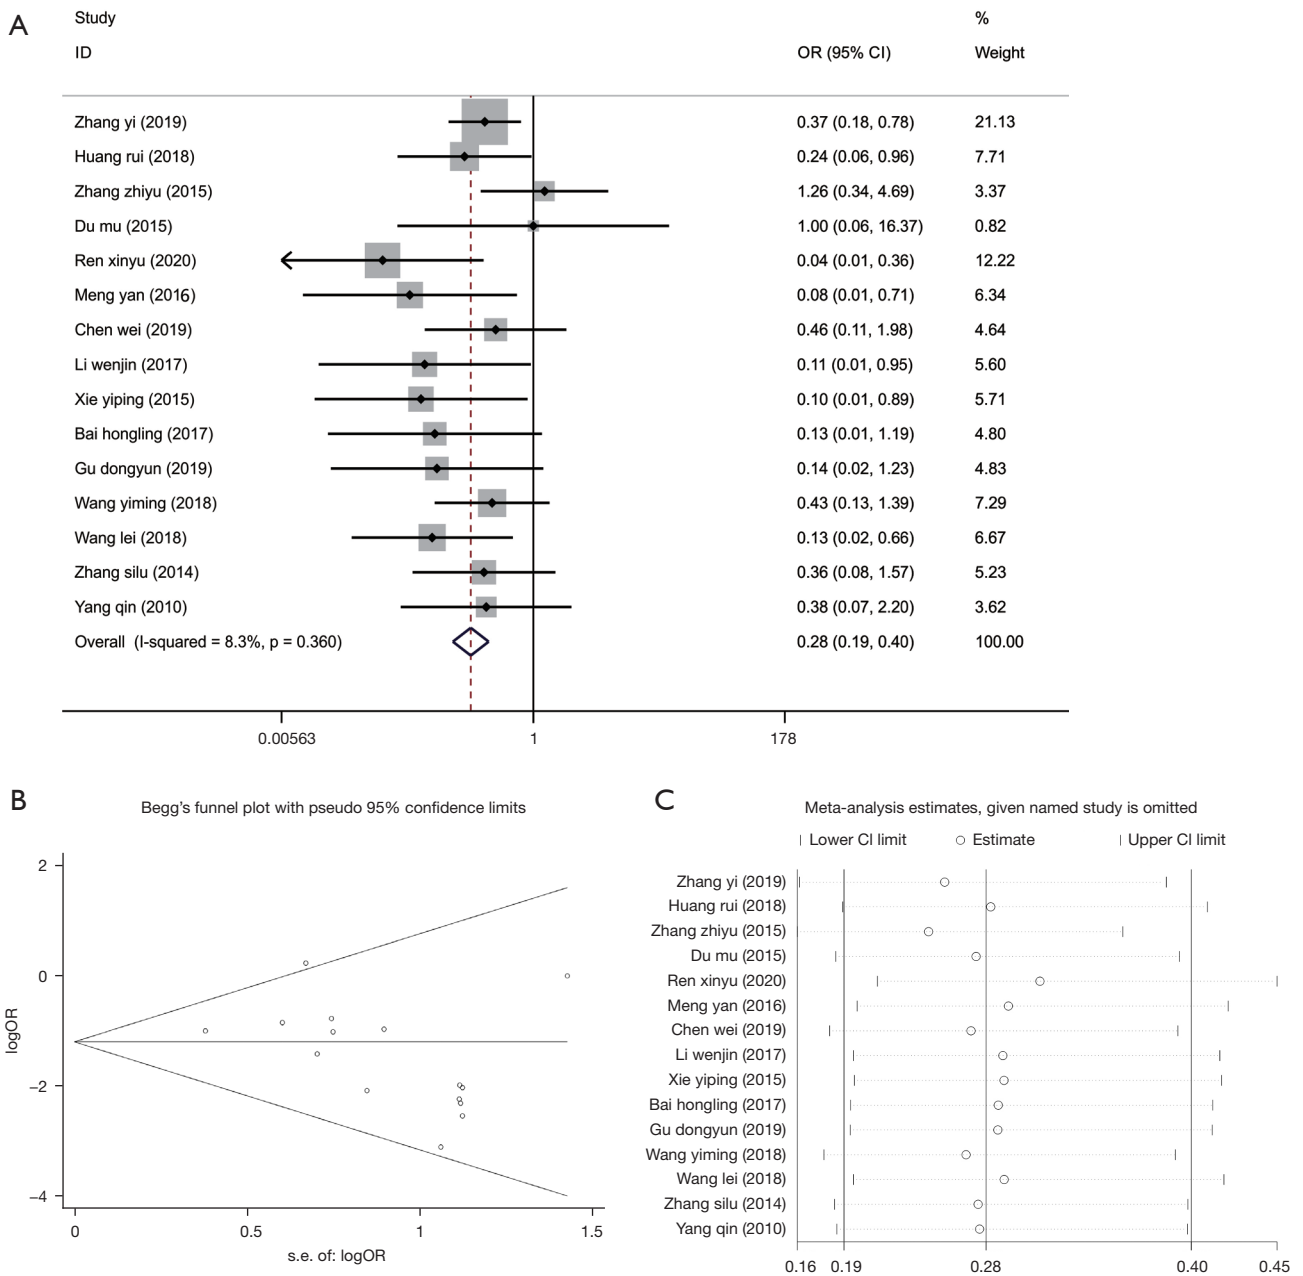 A
Study %
ID OR (95% CI) Weight
Zhang yi (2019) 0.37 (0.18, 0.78) 21.13
Huang rui (2018) 0.24 (0.06, 0.96) 7.71
Zhang zhiyu (2015) 1.26 (0.34, 4.69) 3.37
Du mu (2015) 1.00 (0.06, 16.37) 0.82
Ren xinyu (2020) 0.04 (0.01, 0.36) 12.22
Meng yan (2016) 0.08 (0.01, 0.71) 6.34
Chen wei (2019) 0.46 (0.11, 1.98) 4.64
Li wenjin (2017) 0.11 (0.01, 0.95) 5.60
Xie yiping (2015) 0.10 (0.01, 0.89) 5.71
Bai hongling (2017) 0.13 (0.01, 1.19) 4.80
Gu dongyun (2019) 0.14 (0.02, 1.23) 4.83
Wang yiming (2018) 0.43 (0.13, 1.39) 7.29
Wang lei (2018) 0.13 (0.02, 0.66) 6.67
Zhang silu (2014) 0.36 (0.08, 1.57) 5.23
Yang qin (2010) 0.38 (0.07, 2.20) 3.62
Overall (I-squared = 8.3%, p = 0.360) 0.28 (0.19, 0.40) 100.00
0.00563 1 178
B
Begg's funnel plot with pseudo 95% confidence limits
logOR
2
0
−2
−4
0 0.5 1 1.5
s.e. of: logOR
C
Meta-analysis estimates, given named study is omitted
Lower CI limit Estimate Upper CI limit
Zhang yi (2019)
Huang rui (2018)
Zhang zhiyu (2015)
Du mu (2015)
Ren xinyu (2020)
Meng yan (2016)
Chen wei (2019)
Li wenjin (2017)
Xie yiping (2015)
Bai hongling (2017)
Gu dongyun (2019)
Wang yiming (2018)
Wang lei (2018)
Zhang silu (2014)
Yang qin (2010)
0.16 0.19 0.28 0.40 0.45